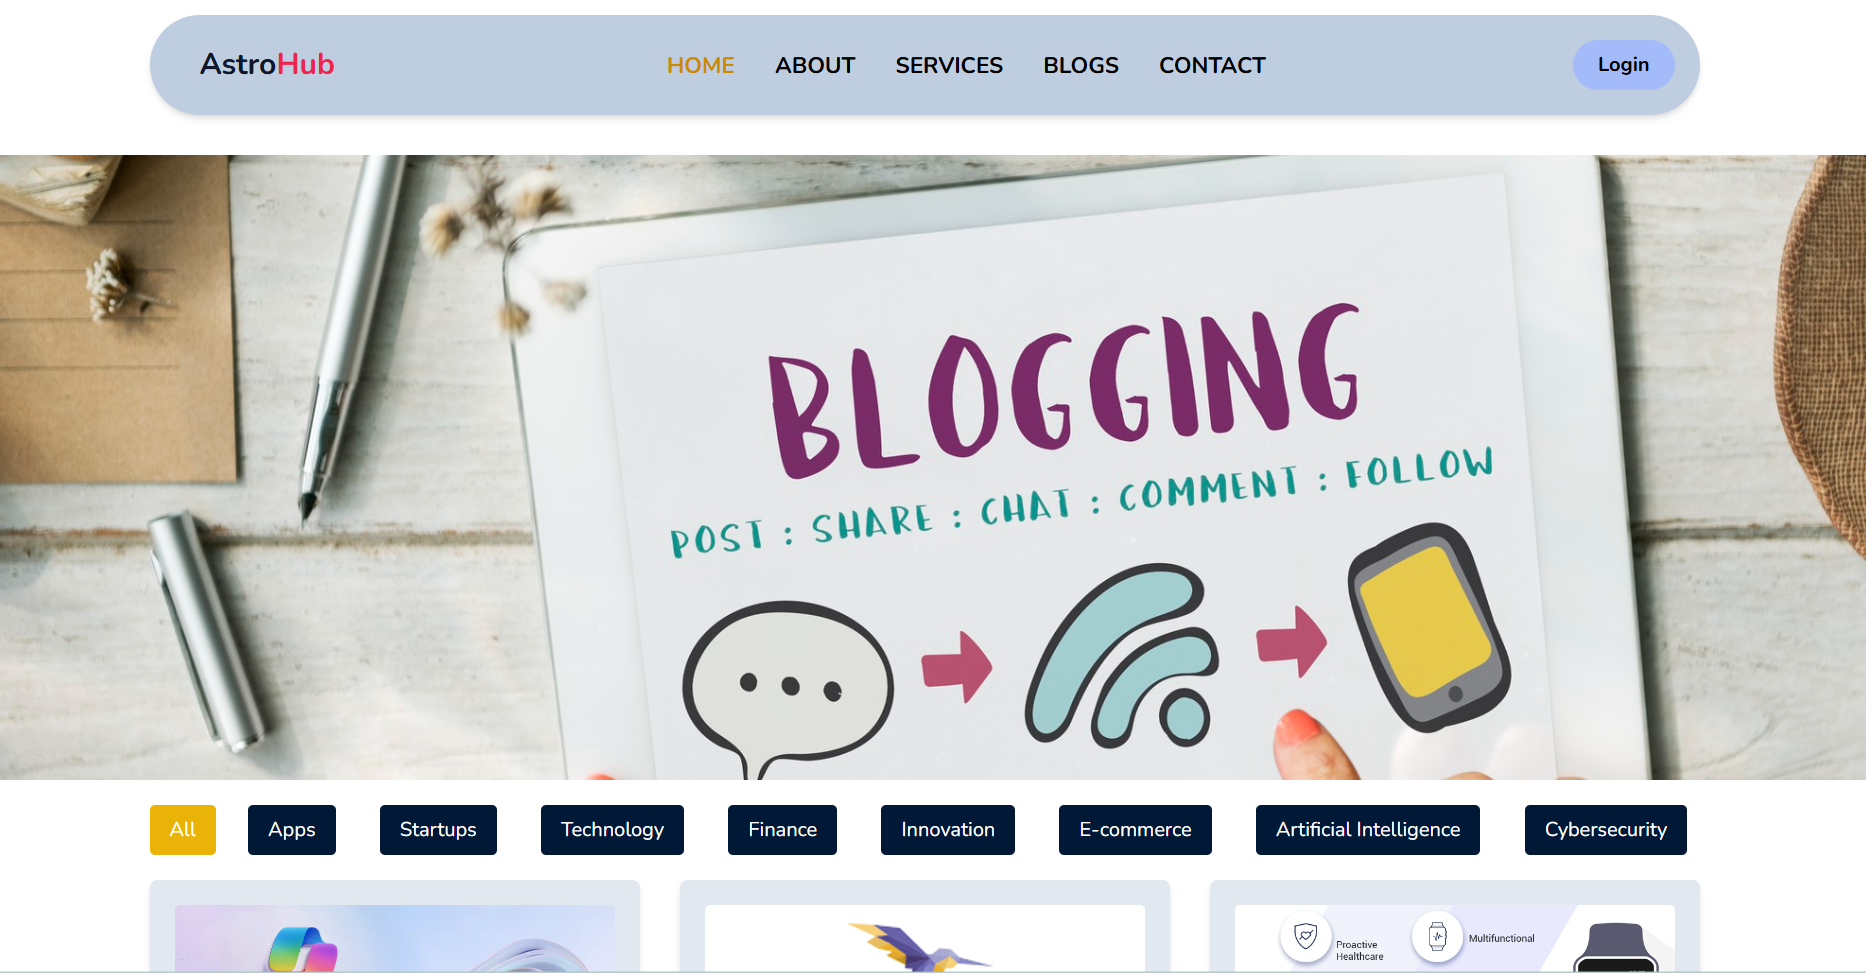 AstroHub
HOME ABOUT SERVICES BLOGS CONTACT
Login
BLOGGING
POST : SHARE : CHAT : COMMENT : FOLLOW
All Apps Startups Technology Finance Innovation E-commerce Artificial Intelligence Cybersecurity
Proactive
Healthcare
Multifunctional